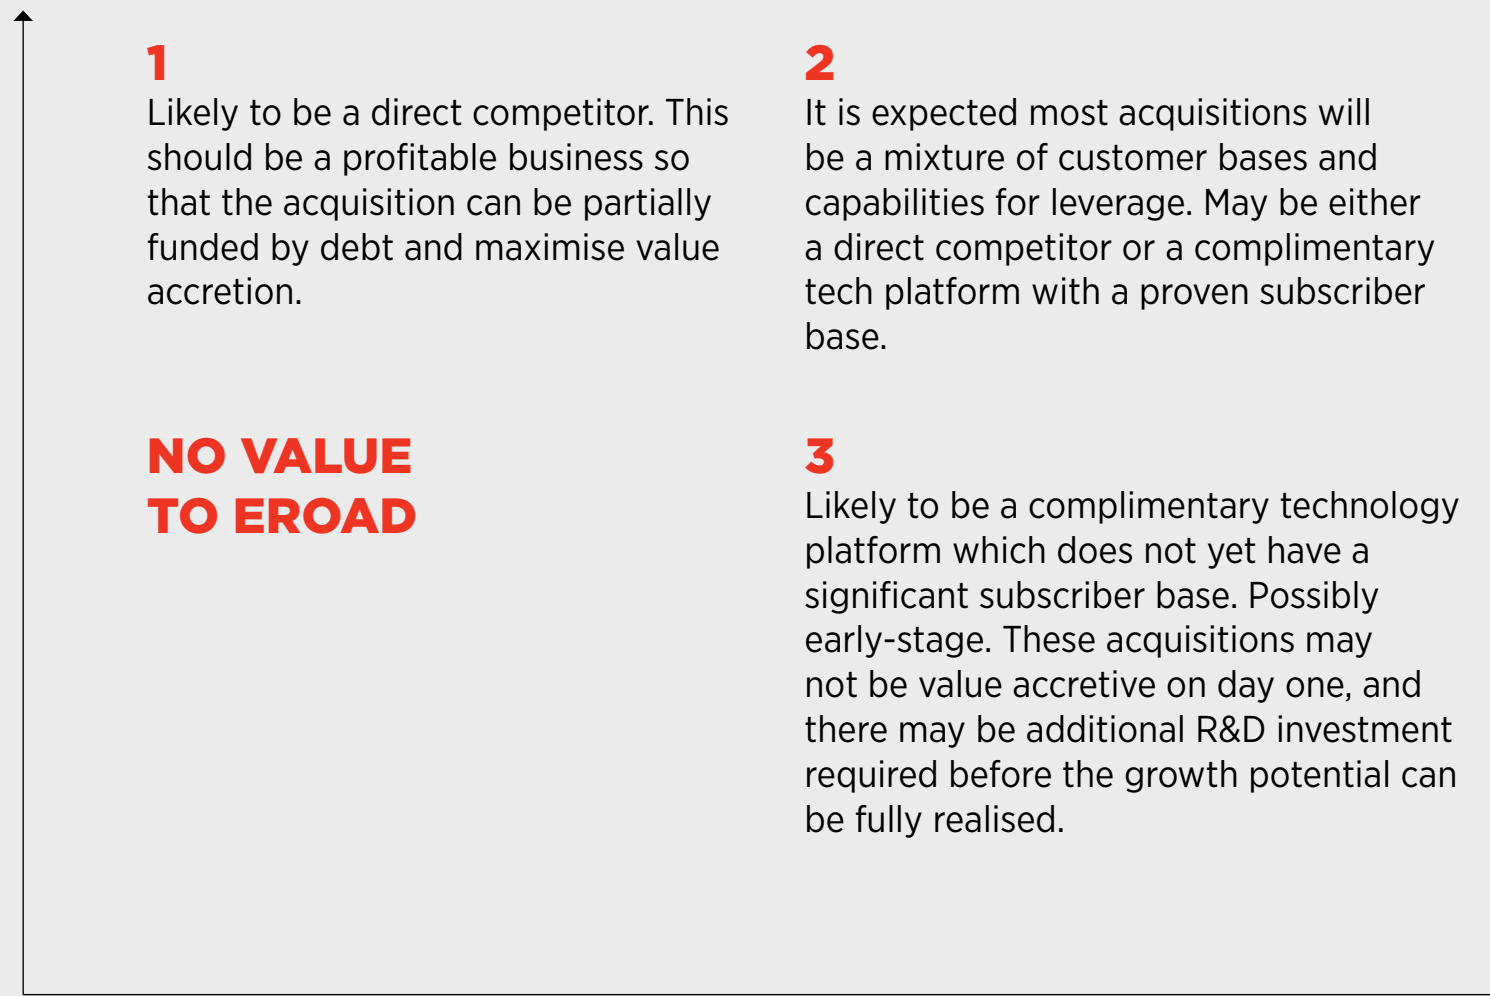 1
Likely to be a direct competitor. This
should be a profitable business so
that the acquisition can be partially
funded by debt and maximise value
accretion.
2
It is expected most acquisitions will
be a mixture of customer bases and
capabilities for leverage. May be either
a direct competitor or a complimentary
tech platform with a proven subscriber
base.
NO VALUE
TO EROAD
3
Likely to be a complimentary technology
platform which does not yet have a
significant subscriber base. Possibly
early-stage. These acquisitions may
not be value accretive on day one, and
there may be additional R&D investment
required before the growth potential can
be fully realised.